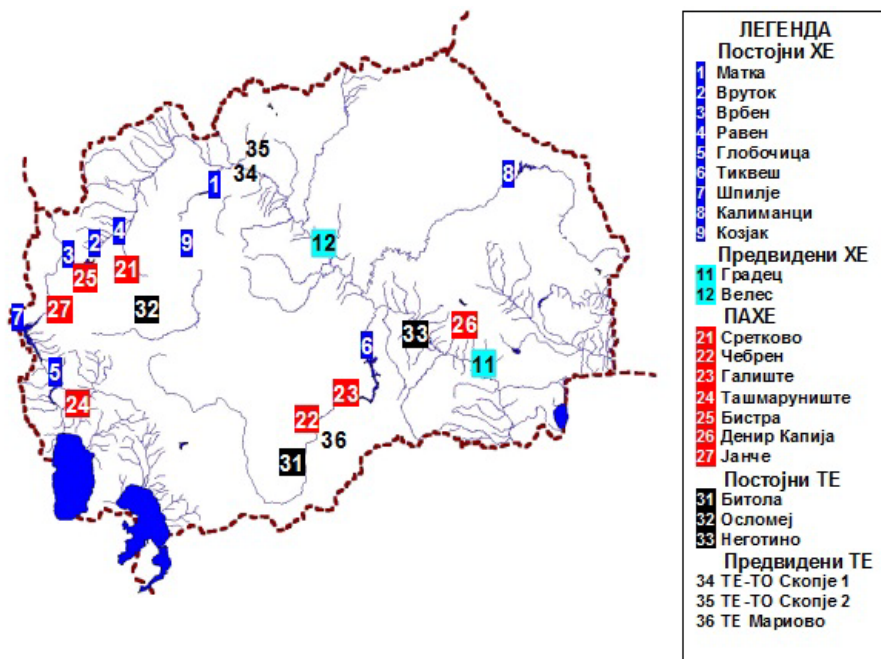 35
34
1
8
4
2
3
9
12
25
21
27
32
7
6
33
26
5
11
24
23
22
36
31
ЛЕГЕНДА
Постојни ХЕ
1 Матка
2 Вруток
3 Врбен
4 Равен
5 Глобочица
6 Тиквеш
7 Шпилје
8 Калиманци
9 Козјак
Предвидени ХЕ
11 Градец
12 Велес
ПАХЕ
21 Сретково
22 Чебрен
23 Галиште
24 Ташмаруниште
25 Бистра
26 Денир Капија
27 Јанче
Постојни ТЕ
31 Битола
32 Осломеј
33 Неготино
Предвидени ТЕ
34 ТЕ-ТО Скопје 1
35 ТЕ-ТО Скопје 2
36 ТЕ Мариово